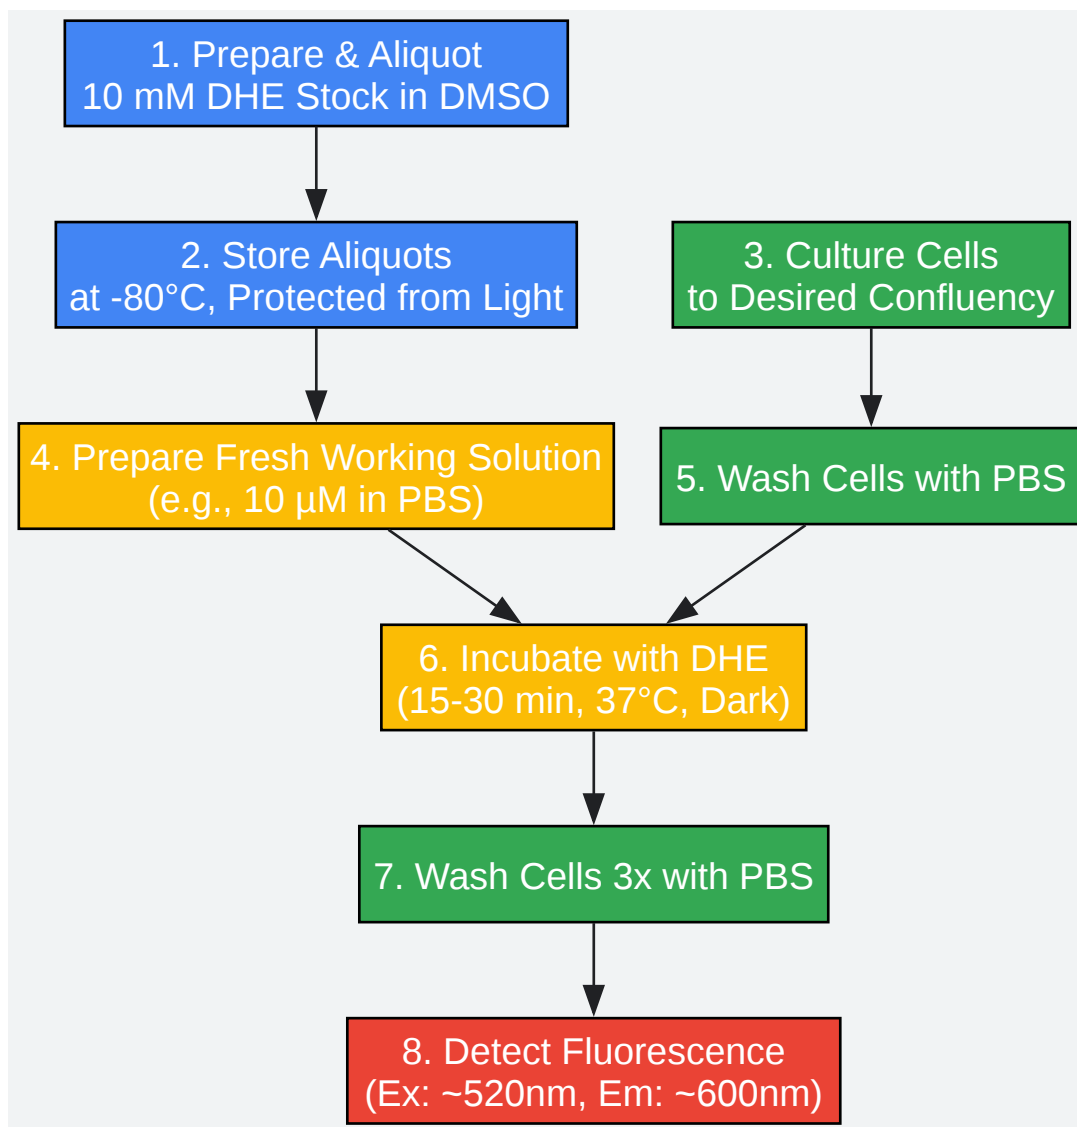 1. Prepare & Aliquot
10 mM DHE Stock in DMSO
2. Store Aliquots
at -80°C, Protected from Light
3. Culture Cells
to Desired Confluency
4. Prepare Fresh Working Solution
(e.g., 10 µM in PBS)
5. Wash Cells with PBS
6. Incubate with DHE
(15-30 min, 37°C, Dark)
7. Wash Cells 3x with PBS
8. Detect Fluorescence
(Ex: ~520nm, Em: ~600nm)